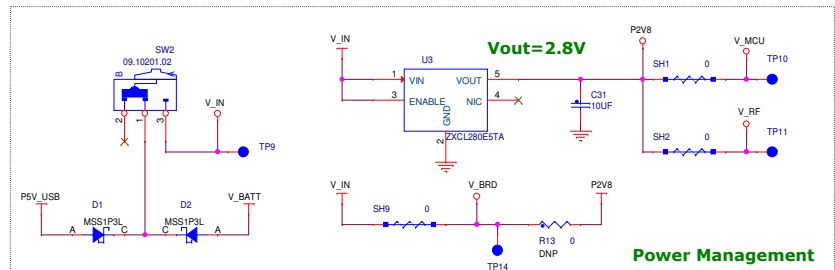 SW2
09.10201.02
B
A
2
1
3
V_IN
TP9
P5V_USB
D1
D2
V_BATT
MSS1P3L
MSS1P3L
A
C
C
A
V_IN
U3
Vout=2.8V
1
VIN
VOUT
5
3
ENABLE
NIC
4
GND
2
ZXCL280E5TA
C31
10UF
P2V8
V_MCU
SH1
0
TP10
V_RF
SH2
0
TP11
V_IN
V_BRD
P2V8
SH9
0
R13
0
DNP
TP14
Power Management